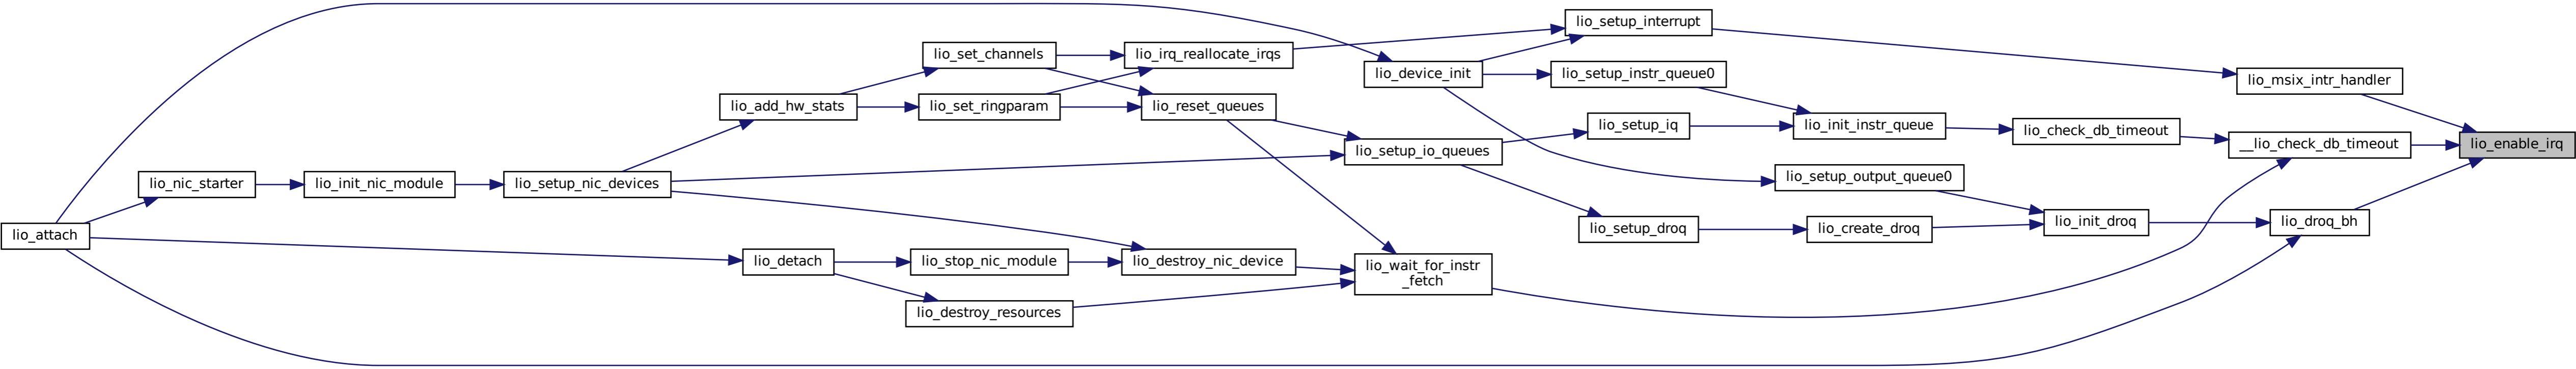 lio_setup_interrupt
lio_set_channels
lio_irq_reallocate_irqs
lio_device_init
lio_setup_instr_queue0
lio_msix_intr_handler
lio_add_hw_stats
lio_set_ringparam
lio_reset_queues
lio_setup_iq
lio_init_instr_queue
lio_check_db_timeout
__lio_check_db_timeout
lio_enable_irq
lio_setup_io_queues
lio_nic_starter
lio_init_nic_module
lio_setup_nic_devices
lio_setup_output_queue0
lio_attach
lio_setup_droq
lio_create_droq
lio_init_droq
lio_droq_bh
lio_detach
lio_stop_nic_module
lio_destroy_nic_device
lio_wait_for_instr
_fetch
lio_destroy_resources